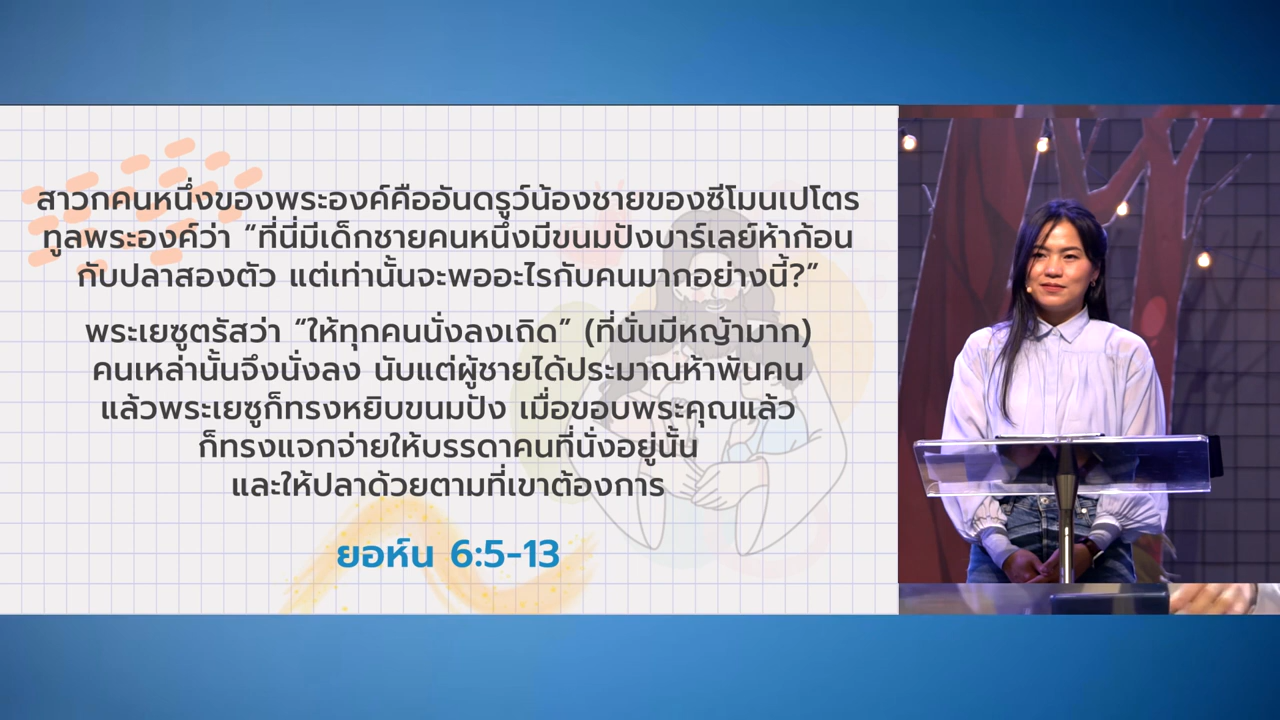 สาวกคนหนึ่งของพระองค์คืออันดรูว์น้องชายของซีโมนเปโตร
ทูลพระองค์ว่า “ที่นี่มีเด็กชายคนหนึ่งมีขนมปังบาร์เลย์ห้าก้อน
กับปลาสองตัว แต่เท่านั้นจะพออะไรกับคนมากอย่างนี้?”
พระเยซูตรัสว่า “ให้ทุกคนนั่งลงเถิด” (ที่นั่นมีหญ้ามาก)
คนเหล่านั้นจึงนั่งลง นับแต่ผู้ชายได้ประมาณห้าพันคน
แล้วพระเยซูก็ทรงหยิบขนมปัง เมื่อขอบพระคุณแล้ว
ก็ทรงแจกจ่ายให้บรรดาคนที่นั่งอยู่นั้น
และให้ปลาด้วยตามที่เขาต้องการ
ยอห์น 6:5-13